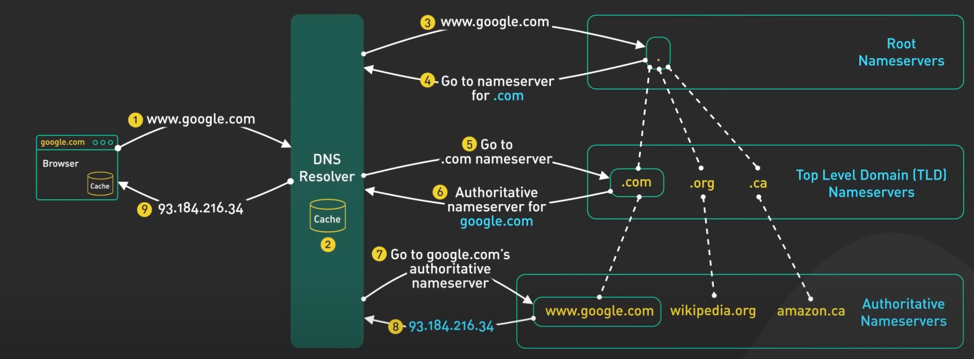 google.com
Browser
Cache
1 www.google.com
9 93.184.216.34
DNS
Resolver
Cache
2
3 www.google.com
4 Go to nameserver
for .com
5 Go to
.com nameserver
6 Authoritative
nameserver for
google.com
7 Go to google.com's
authoritative
nameserver
8 93.184.216.34
.
Root
Nameservers
.com
.org
.ca
Top Level Domain (TLD)
Nameservers
www.google.com
wikipedia.org
amazon.ca
Authoritative
Nameservers